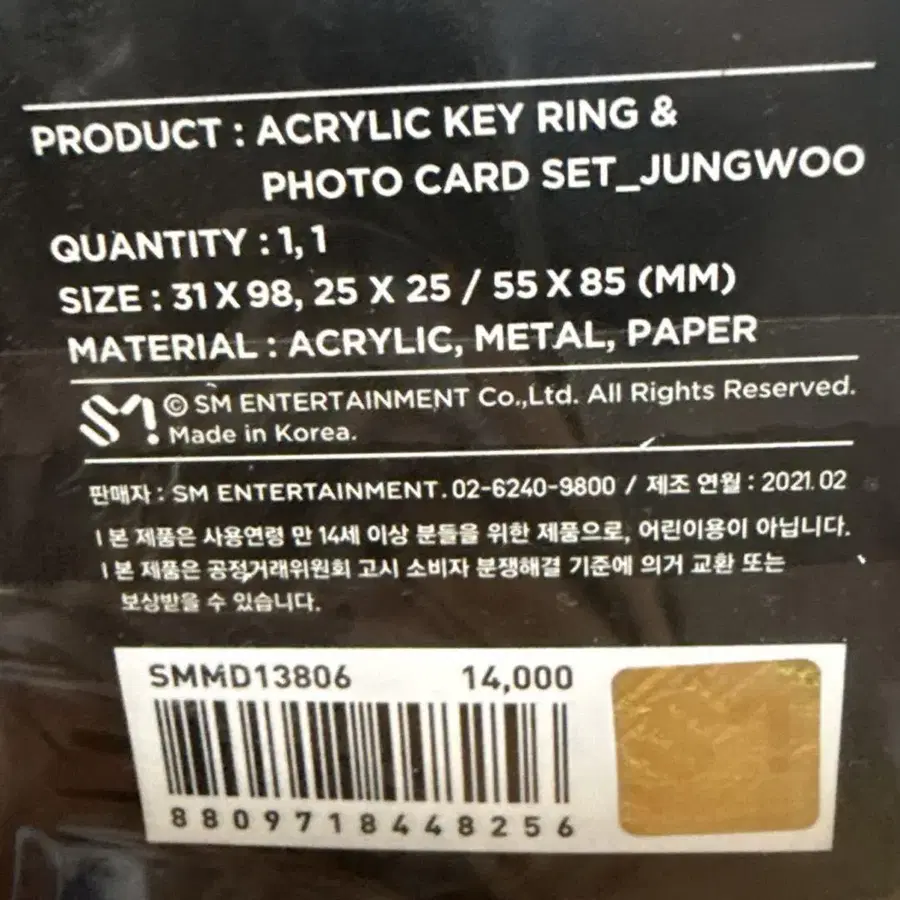 PRODUCT : ACRYLIC KEY RING &
PHOTO CARD SET_JUNGWOO
QUANTITY : 1, 1
SIZE : 31 X 98, 25 X 25 / 55 X 85 (MM)
MATERIAL : ACRYLIC, METAL, PAPER
SM! © SM ENTERTAINMENT Co.,Ltd. All Rights Reserved.
Made in Korea.
판매자 : SM ENTERTAINMENT. 02-6240-9800 / 제조 연월 : 2021. 02
I 본 제품은 사용연령 만 14세 이상 분들을 위한 제품으로, 어린이용이 아닙니다.
I 본 제품은 공정거래위원회 고시 소비자 분쟁해결 기준에 의거 교환 또는
보상받을 수 있습니다.
SMMD13806 14,000
8809718448256